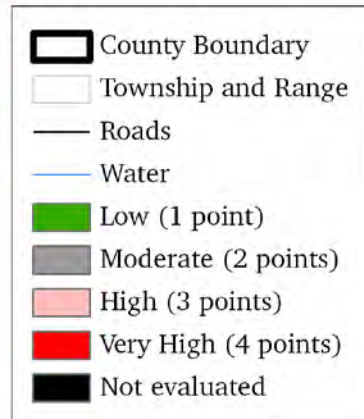 County Boundary
Township and Range
Roads
Water
Low (1 point)
Moderate (2 points)
High (3 points)
Very High (4 points)
Not evaluated